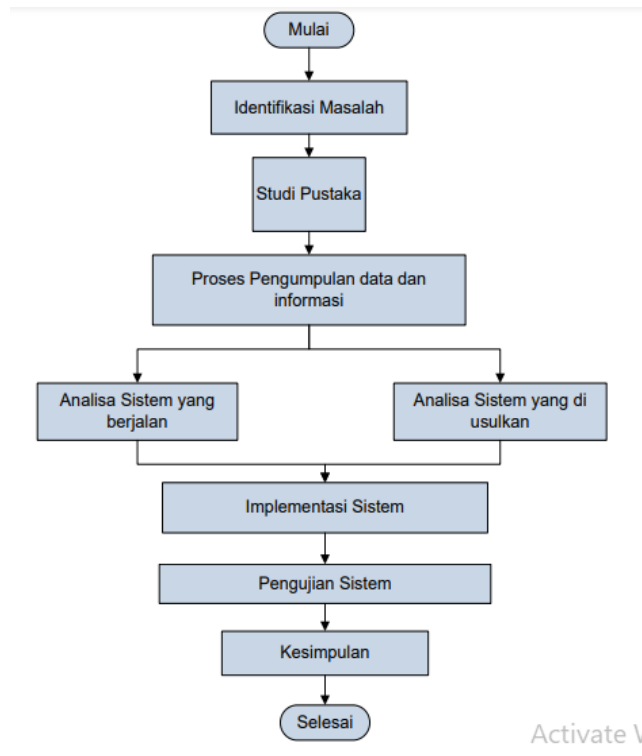 Mulai
Identifikasi Masalah
Studi Pustaka
Proses Pengumpulan data dan
informasi
Analisa Sistem yang
berjalan
Analisa Sistem yang di
usulkan
Implementasi Sistem
Pengujian Sistem
Kesimpulan
Selesai
Activate